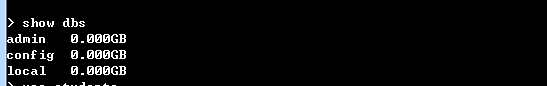 > show dbs
admin   0.000GB
config  0.000GB
local   0.000GB